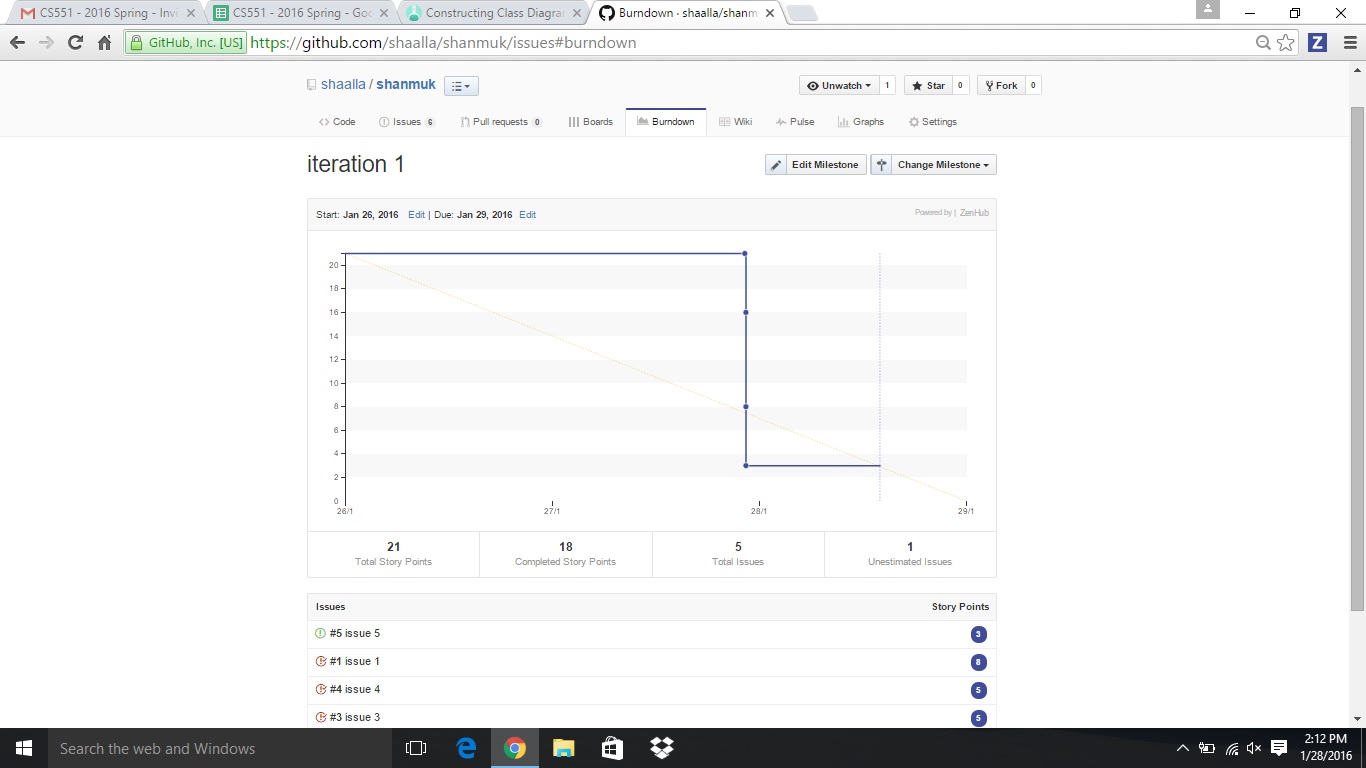 CS551 - 2016 Spring - Invi
CS551 - 2016 Spring - Goo
Constructing Class Diagra
Burndown · shaalla/shanm
GitHub, Inc. [US] https://github.com/shaalla/shanmuk/issues#burndown
shaalla / shanmuk
Unwatch 1 Star 0 Fork 0
Code Issues 6 Pull requests 0 Boards Burndown Wiki Pulse Graphs Settings
iteration 1
Edit Milestone Change Milestone
Start: Jan 26, 2016 Edit | Due: Jan 29, 2016 Edit
Powered by | ZenHub
20
18
16
14
12
10
8
6
4
2
0
26/1 27/1 28/1 29/1
21 18 5 1
Total Story Points Completed Story Points Total Issues Unestimated Issues
Issues Story Points
#5 issue 5 3
#1 issue 1 8
#4 issue 4 5
#3 issue 3 5
Search the web and Windows
2:12 PM
1/28/2016